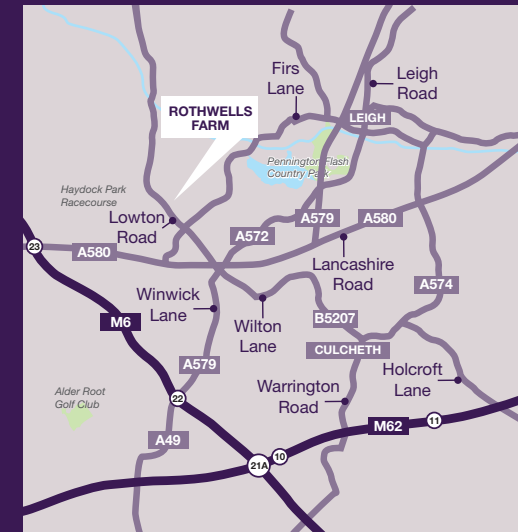 Firs
Lane
Leigh
Road
ROTHWELLS
FARM
LEIGH
Pennington Flash
Country Park
Haydock Park
Racecourse
Lowton
Road
A579
A580
A572
23
A580
Lancashire
Road
A574
Winwick
Lane
M6
Wilton
Lane
B5207
CULCHETH
A579
Holcroft
Lane
Alder Root
Golf Club
22
Warrington
Road
11
M62
A49
10
21A